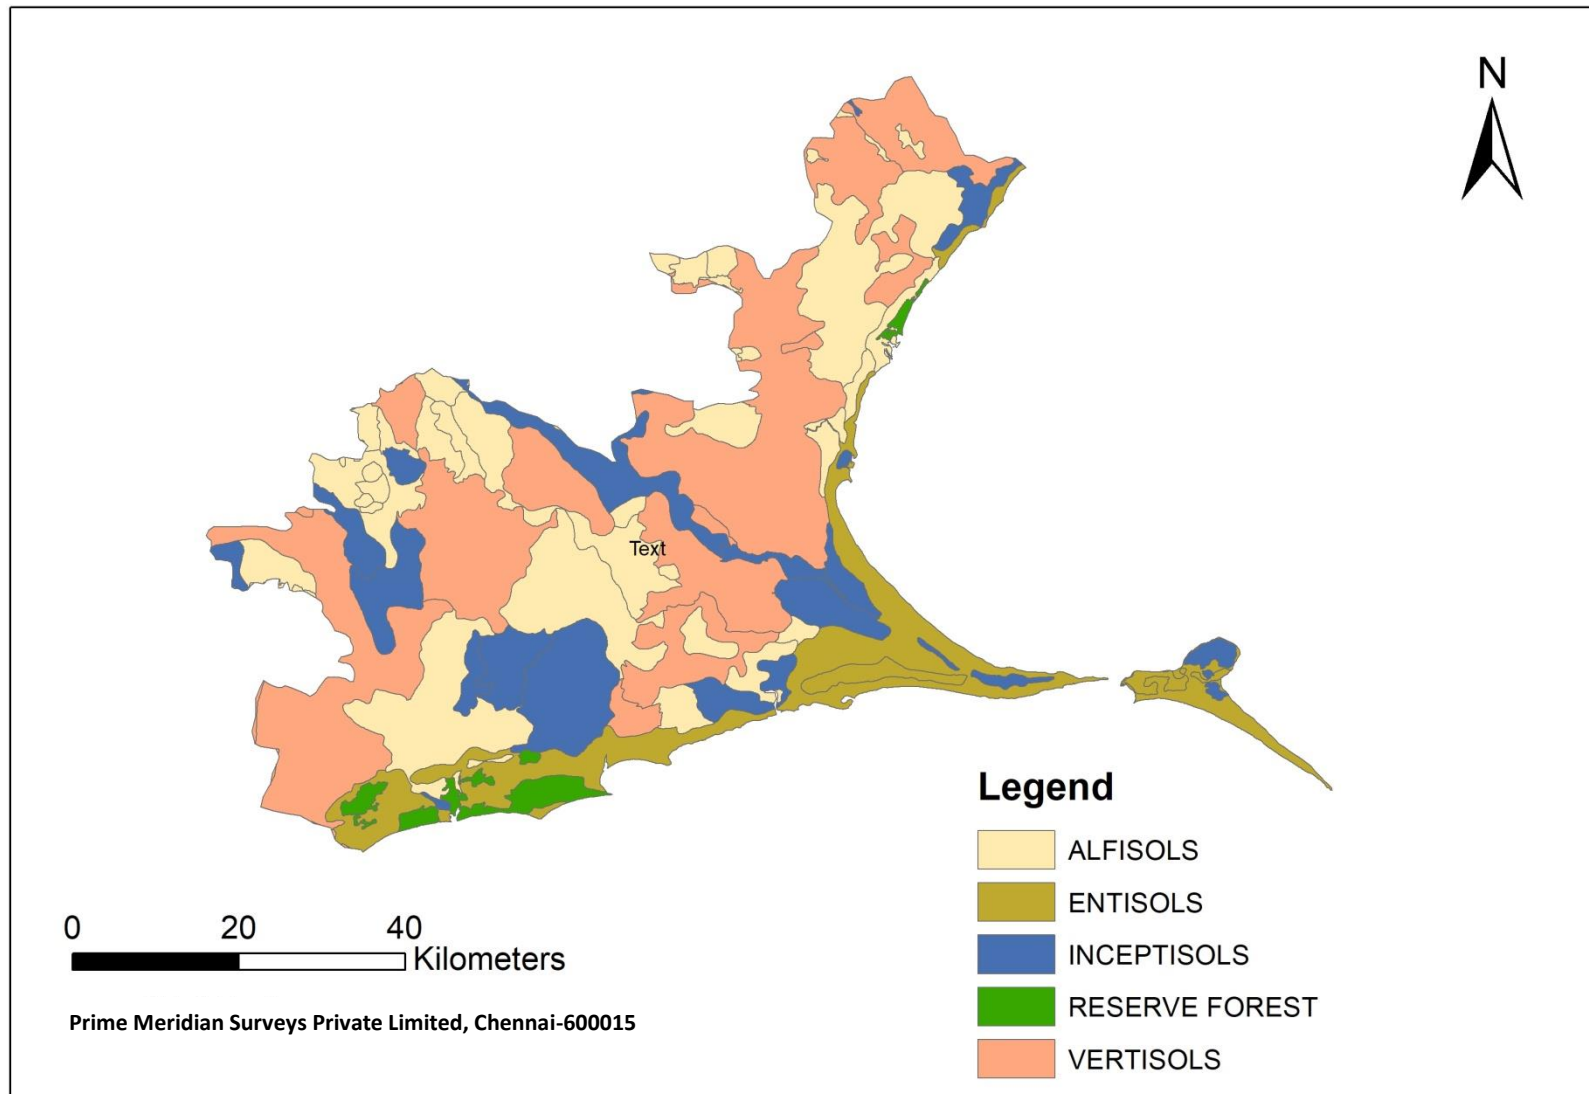 N
Text
Legend
ALFISOLS
ENTISOLS
INCEPTISOLS
RESERVE FOREST
VERTISOLS
0 20 40
Kilometers
Prime Meridian Surveys Private Limited, Chennai-600015